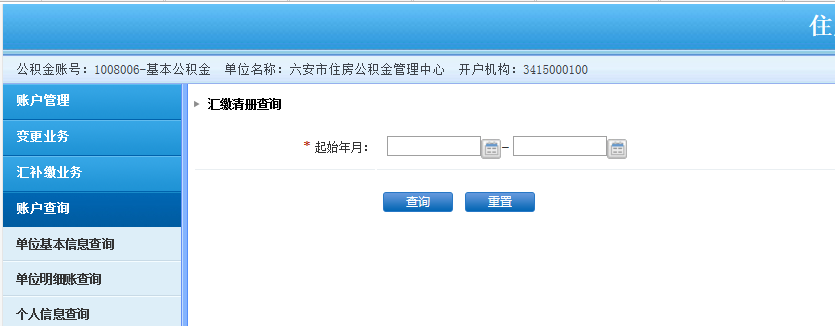 住
公积金账号：1008006-基本公积金 单位名称：六安市住房公积金管理中心 开户机构：3415000100
账户管理
变更业务
汇补缴业务
账户查询
单位基本信息查询
单位明细账查询
个人信息查询
汇缴清册查询
* 起始年月：
-
查询 重置